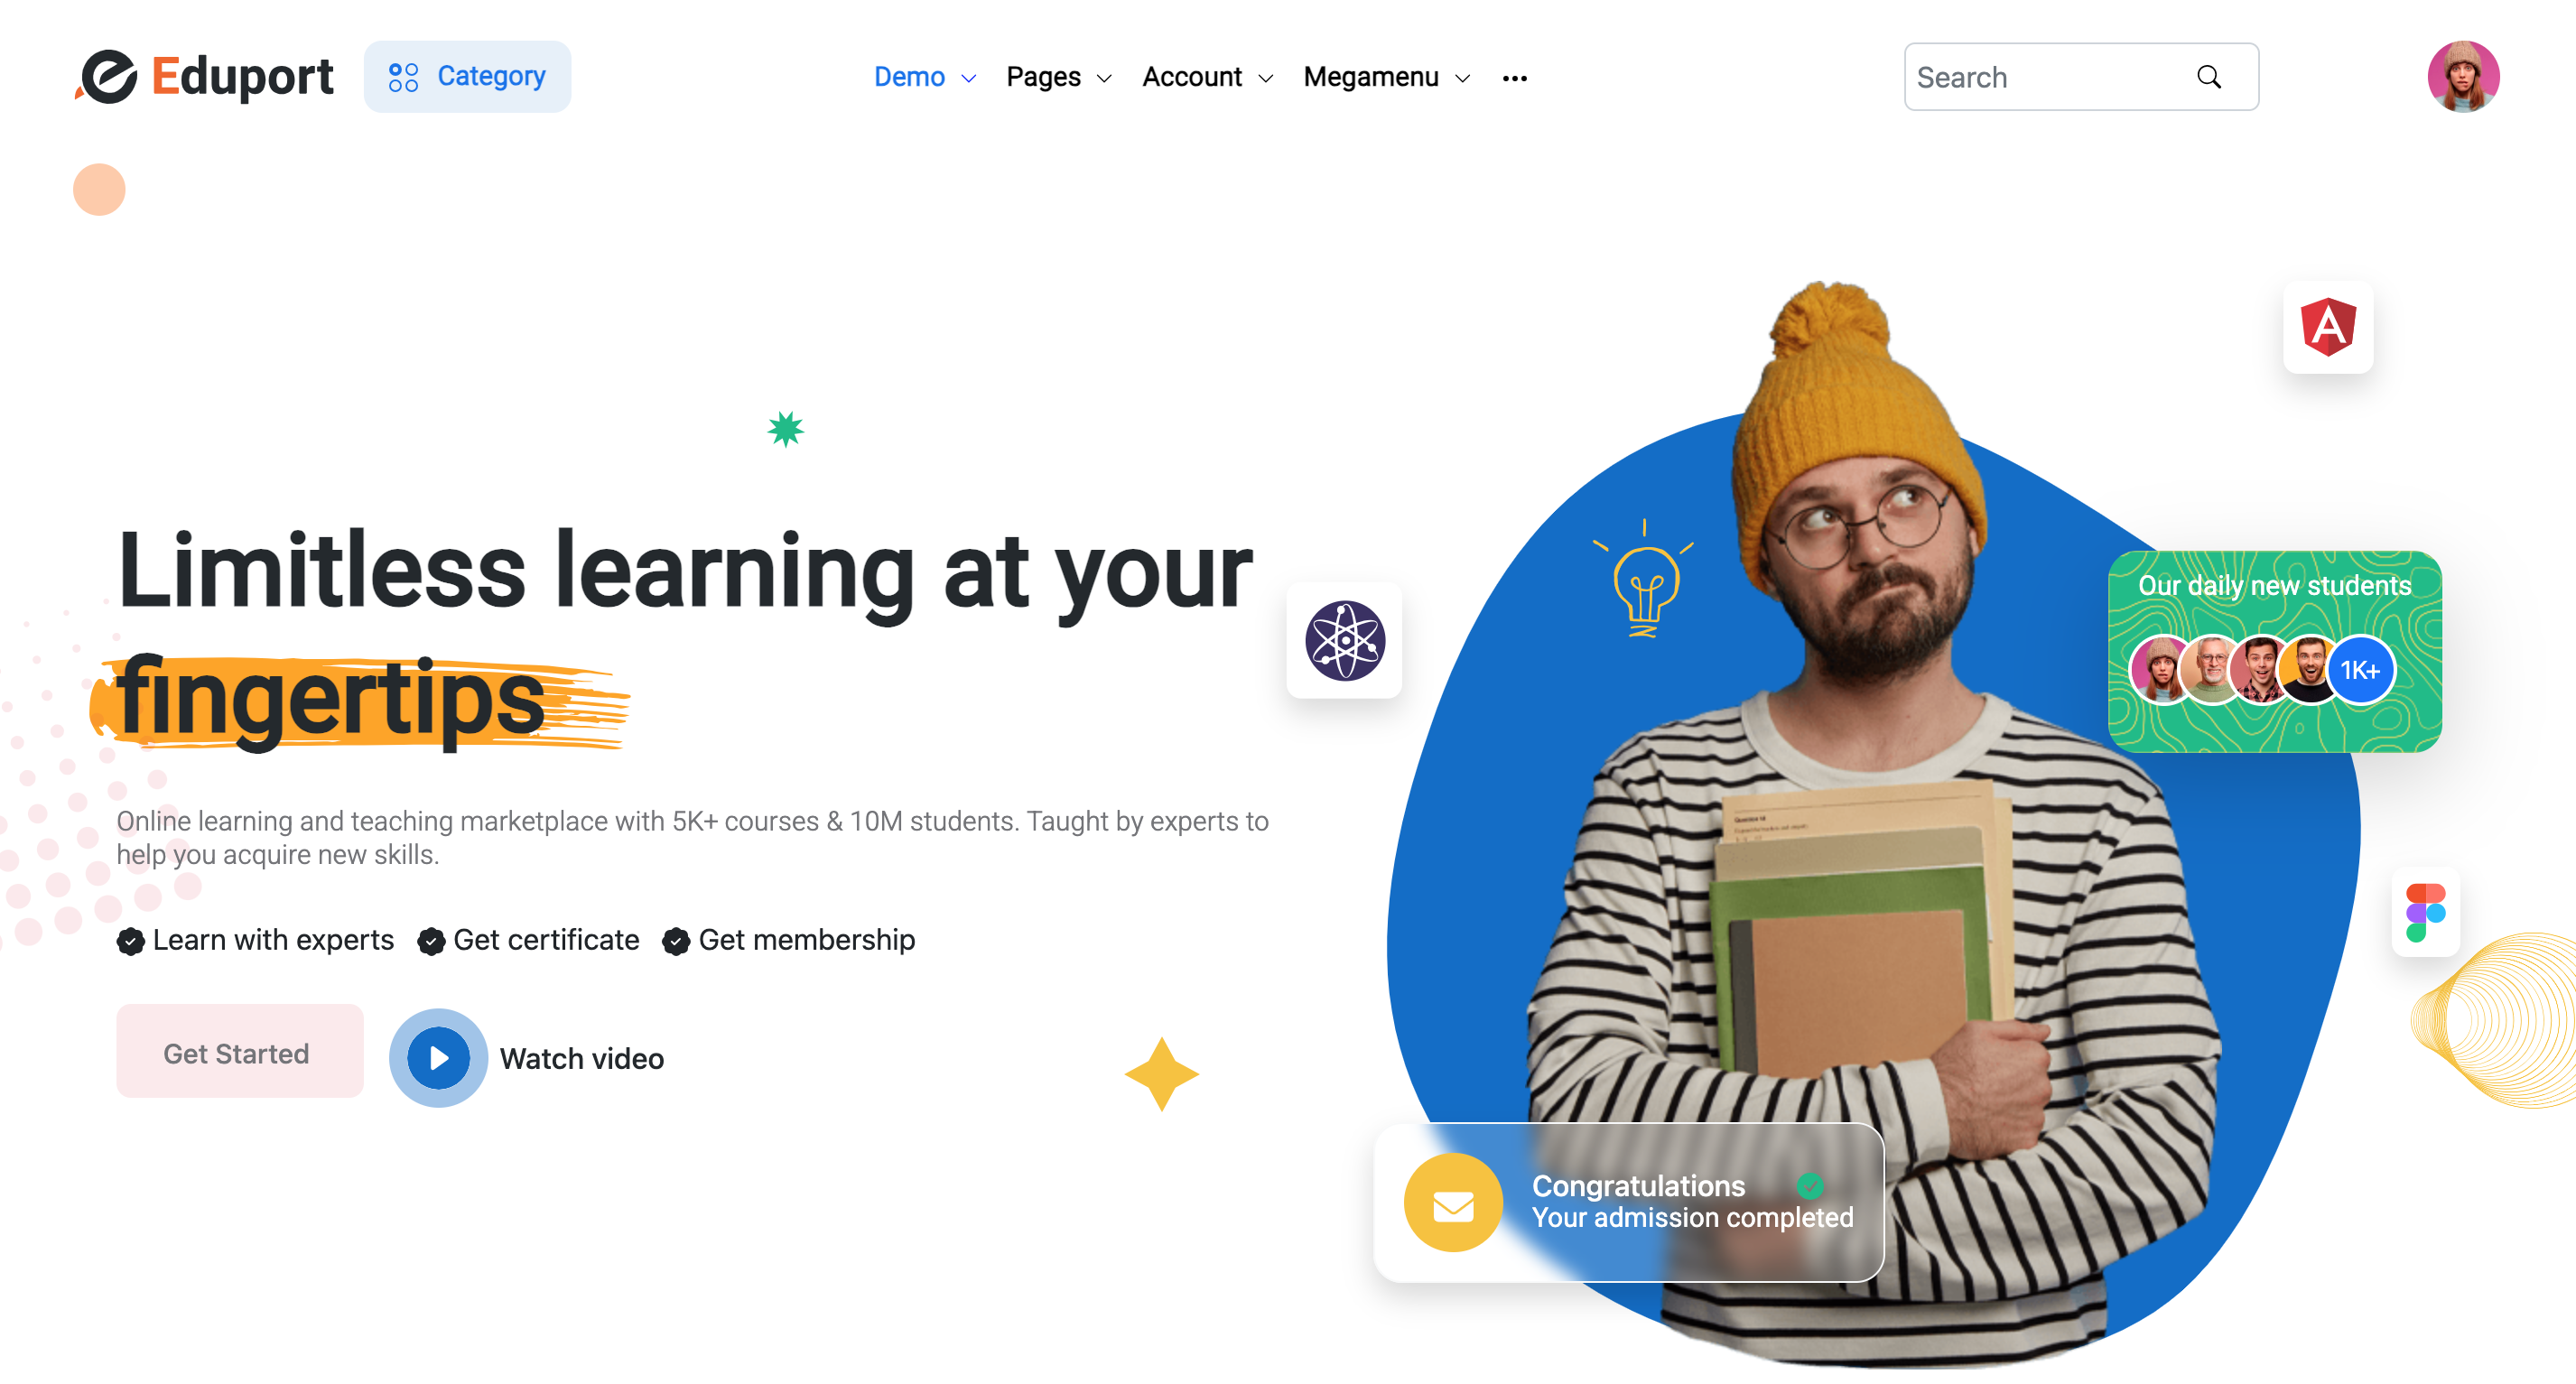 Eduport
Category
Demo
Pages
Account
Megamenu
Search
Limitless learning at your
fingertips
Online learning and teaching marketplace with 5K+ courses & 10M students. Taught by experts to
help you acquire new skills.
Learn with experts
Get certificate
Get membership
Get Started
Watch video
Our daily new students
1K+
Congratulations
Your admission completed